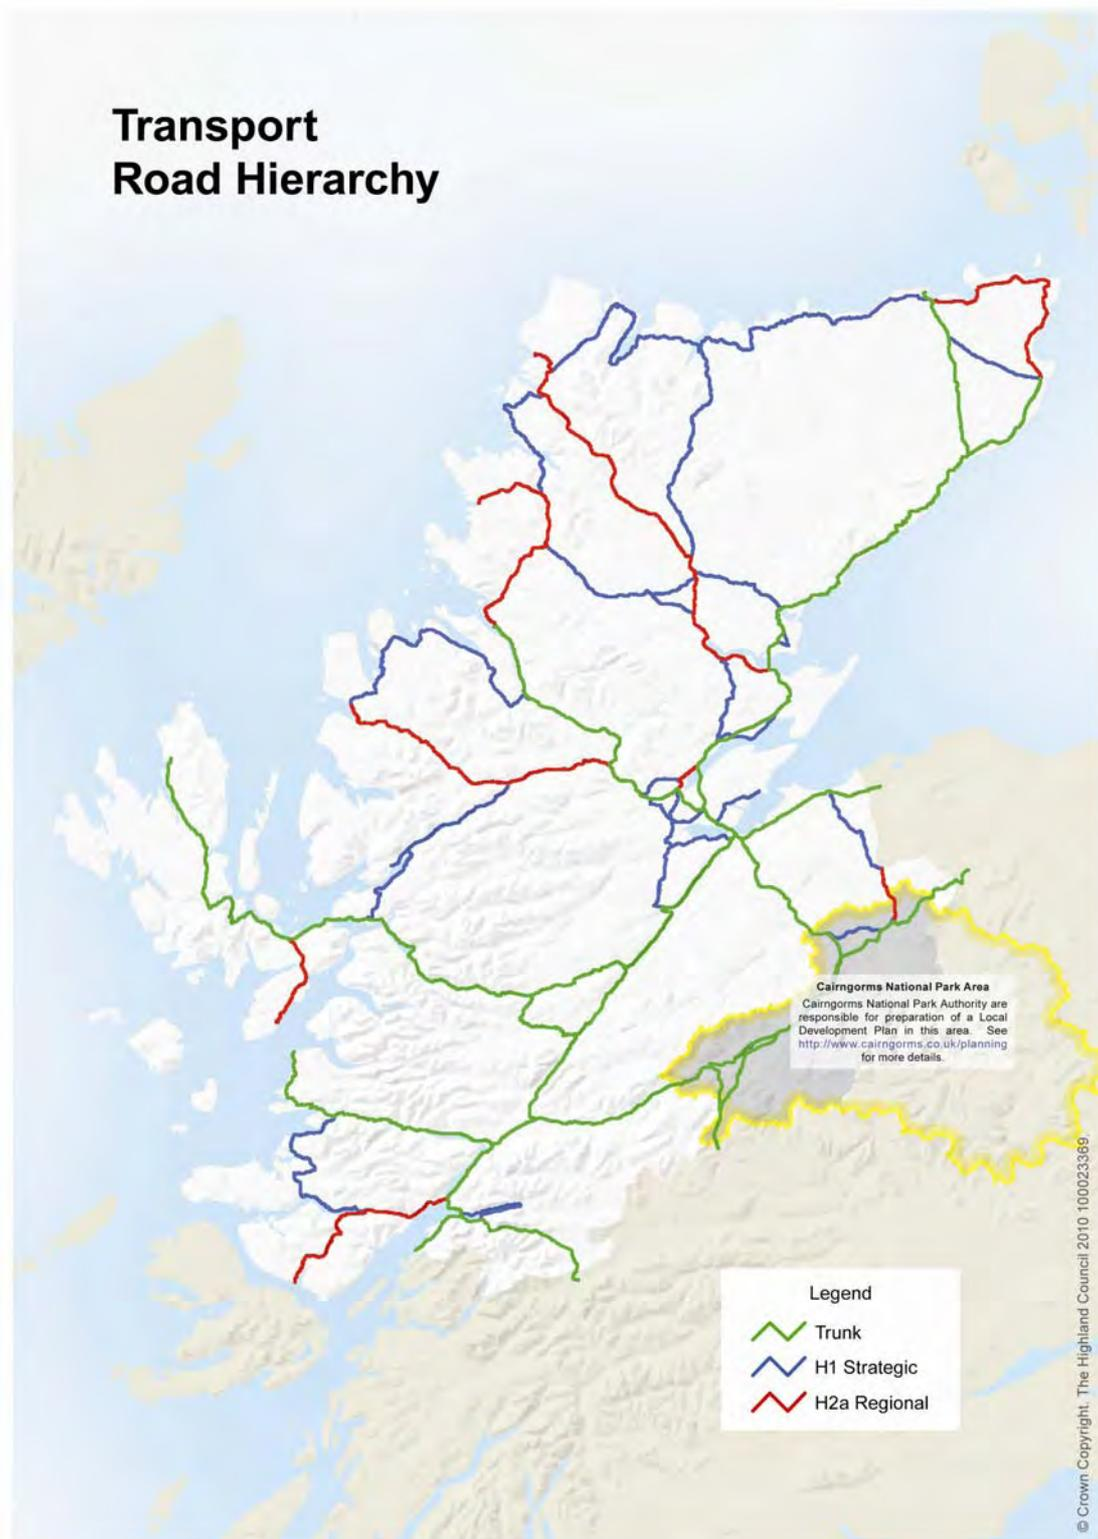 Transport
Road Hierarchy
Cairngorms National Park Area
Cairngorms National Park Authority are
responsible for preparation of a Local
Development Plan in this area. See
http://www.cairngorms.co.uk/planning
for more details.
Legend
Trunk
H1 Strategic
H2a Regional
© Crown Copyright. The Highland Council 2010 100023369.